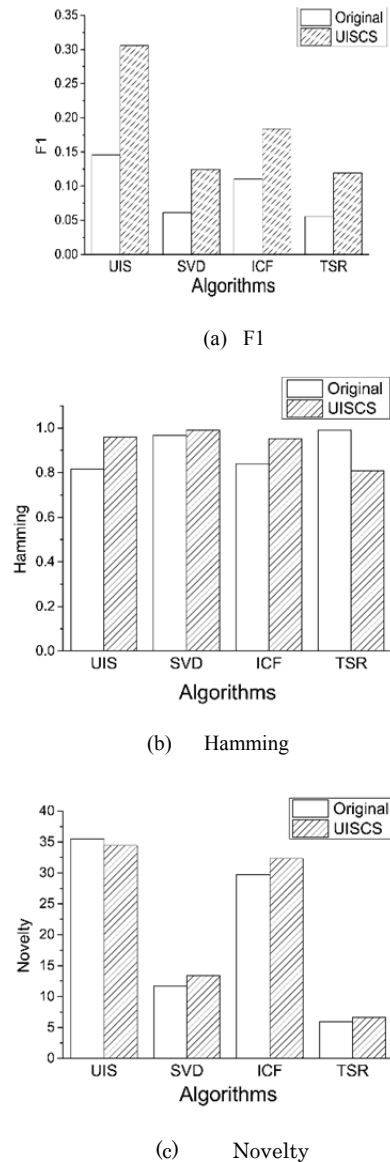 Original
UISCS
0.35
0.30
0.25
0.20
0.15
0.10
0.05
0.00
F1
UIS SVD ICF TSR
Algorithms
(a) F1
Original
UISCS
1.0
0.8
0.6
0.4
0.2
0.0
Hamming
UIS SVD ICF TSR
Algorithms
(b) Hamming
Original
UISCS
40
35
30
25
20
15
10
5
0
Novelty
UIS SVD ICF TSR
Algorithms
(c) Novelty